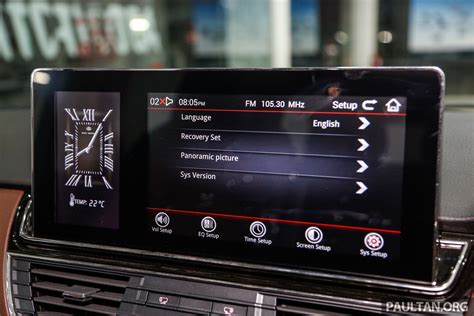 02 08:05PM FM 105.30 MHz Setup
Language English
Recovery Set
Panoramic picture
Sys Version
XII
TEMP: 22°C
Vol Setup EQ Setup Time Setup Screen Setup Sys Setup
PAULTAN.ORG